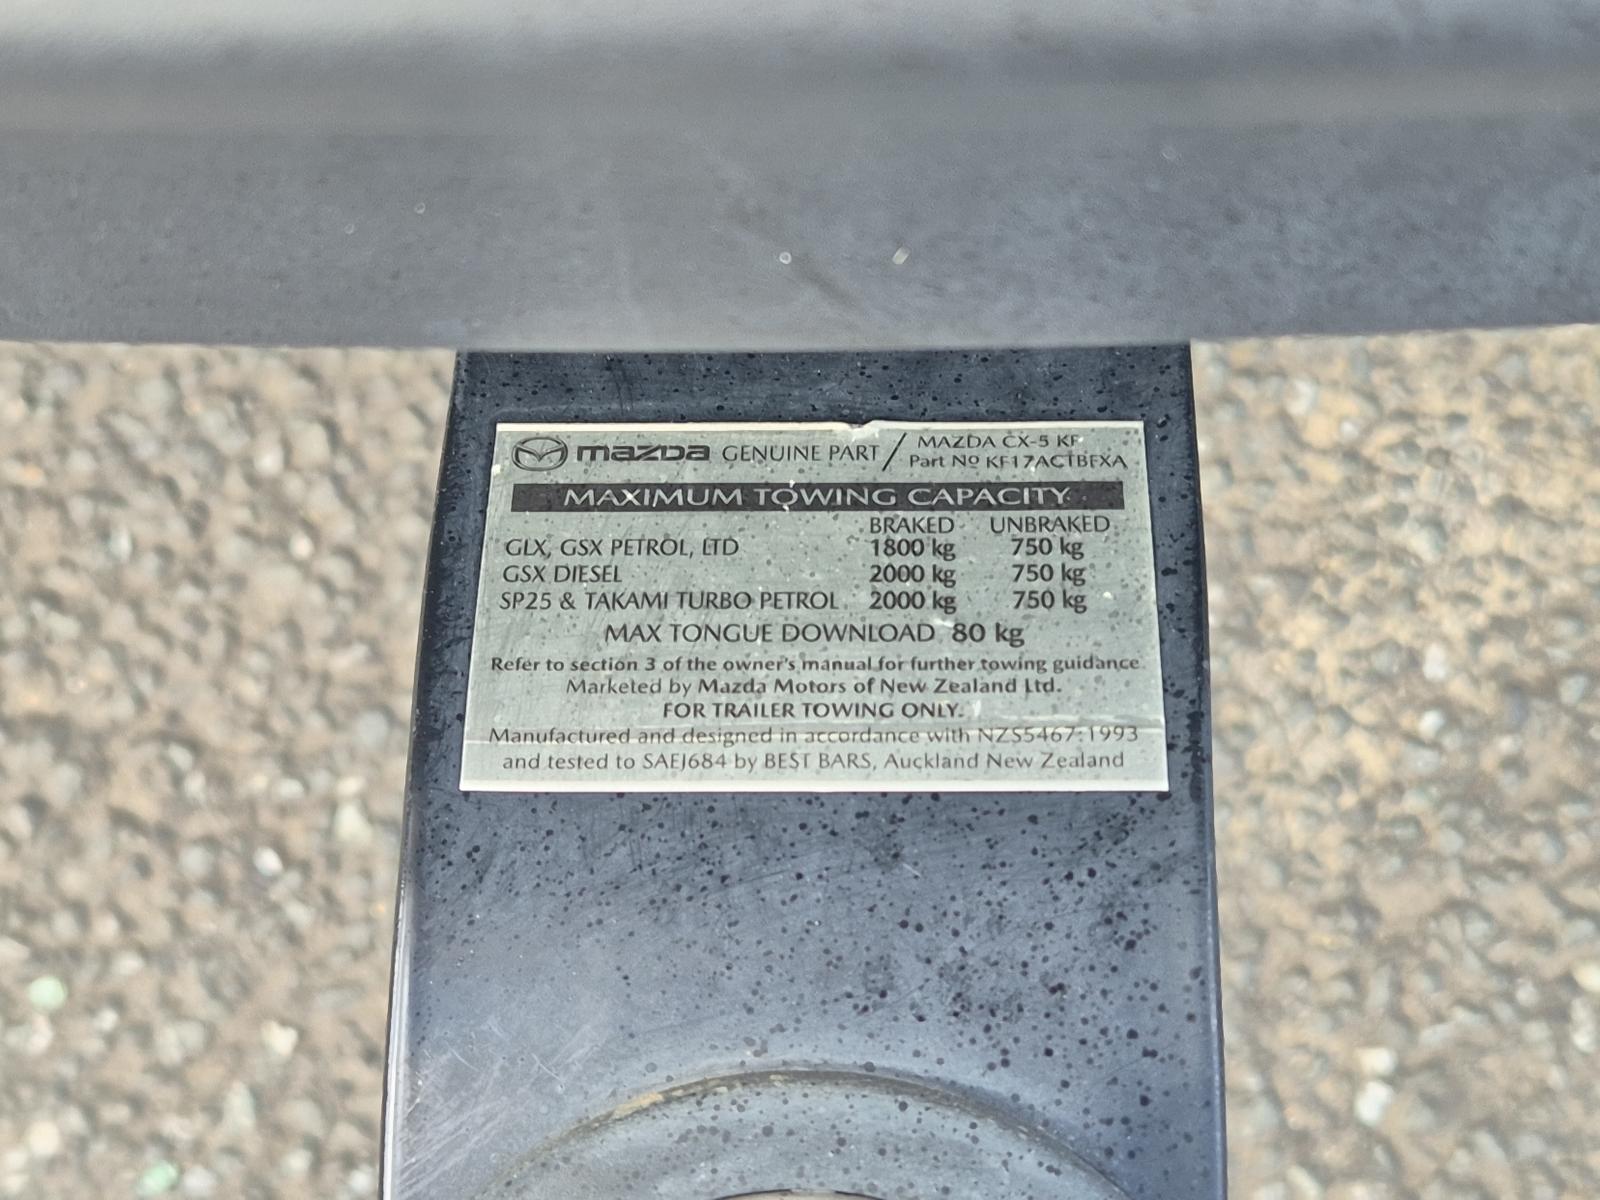 mazda GENUINE PART / MAZDA CX-5 KF
Part No KF17ACTBFXA
MAXIMUM TOWING CAPACITY
BRAKED UNBRAKED
GLX, GSX PETROL, LTD 1800 kg 750 kg
GSX DIESEL 2000 kg 750 kg
SP25 & TAKAMI TURBO PETROL 2000 kg 750 kg
MAX TONGUE DOWNLOAD 80 kg
Refer to section 3 of the owner's manual for further towing guidance
Marketed by Mazda Motors of New Zealand Ltd.
FOR TRAILER TOWING ONLY.
Manufactured and designed in accordance with NZS5467:1993
and tested to SAEJ684 by BEST BARS, Auckland New Zealand